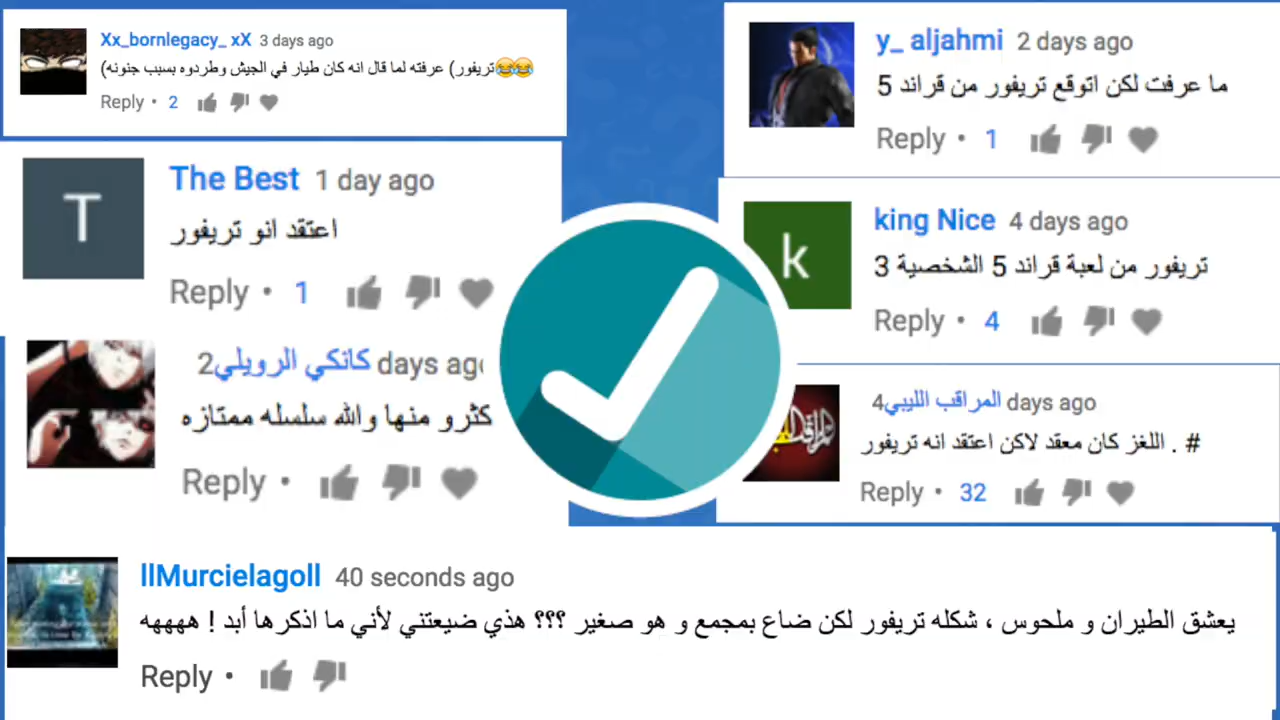 Xx_bornlegacy_ xX 3 days ago
(تريفور) عرفته لما قال انه كان طيار في الجيش وطردوه بسبب جنونه)😂😂
Reply • 2
T
The Best 1 day ago
اعتقد انو تريفور
Reply • 1
كانكي الرويلي2 days ago
كثرو منها والله سلسله ممتازه
Reply •
y_ aljahmi 2 days ago
ما عرفت لكن اتوقع تريفور من قراند 5
Reply • 1
k
king Nice 4 days ago
تريفور من لعبة قراند 5 الشخصية 3
Reply • 4
المراقب الليبي4 days ago
# . اللغز كان معقد لاكن اعتقد انه تريفور
Reply • 32
llMurcielagoll 40 seconds ago
يعشق الطيران و ملحوس ، شكله تريفور لكن ضاع بمجمع و هو صغير ؟؟؟ هذي ضيعتني لأني ما اذكرها أبد ! ههههه
Reply •